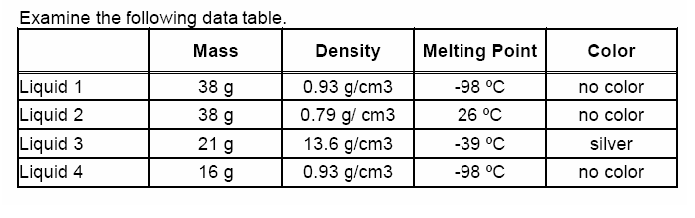 Examine the following data table.
Mass Density Melting Point Color
Liquid 1 38 g 0.93 g/cm3 -98 ºC no color
Liquid 2 38 g 0.79 g/ cm3 26 ºC no color
Liquid 3 21 g 13.6 g/cm3 -39 ºC silver
Liquid 4 16 g 0.93 g/cm3 -98 ºC no color